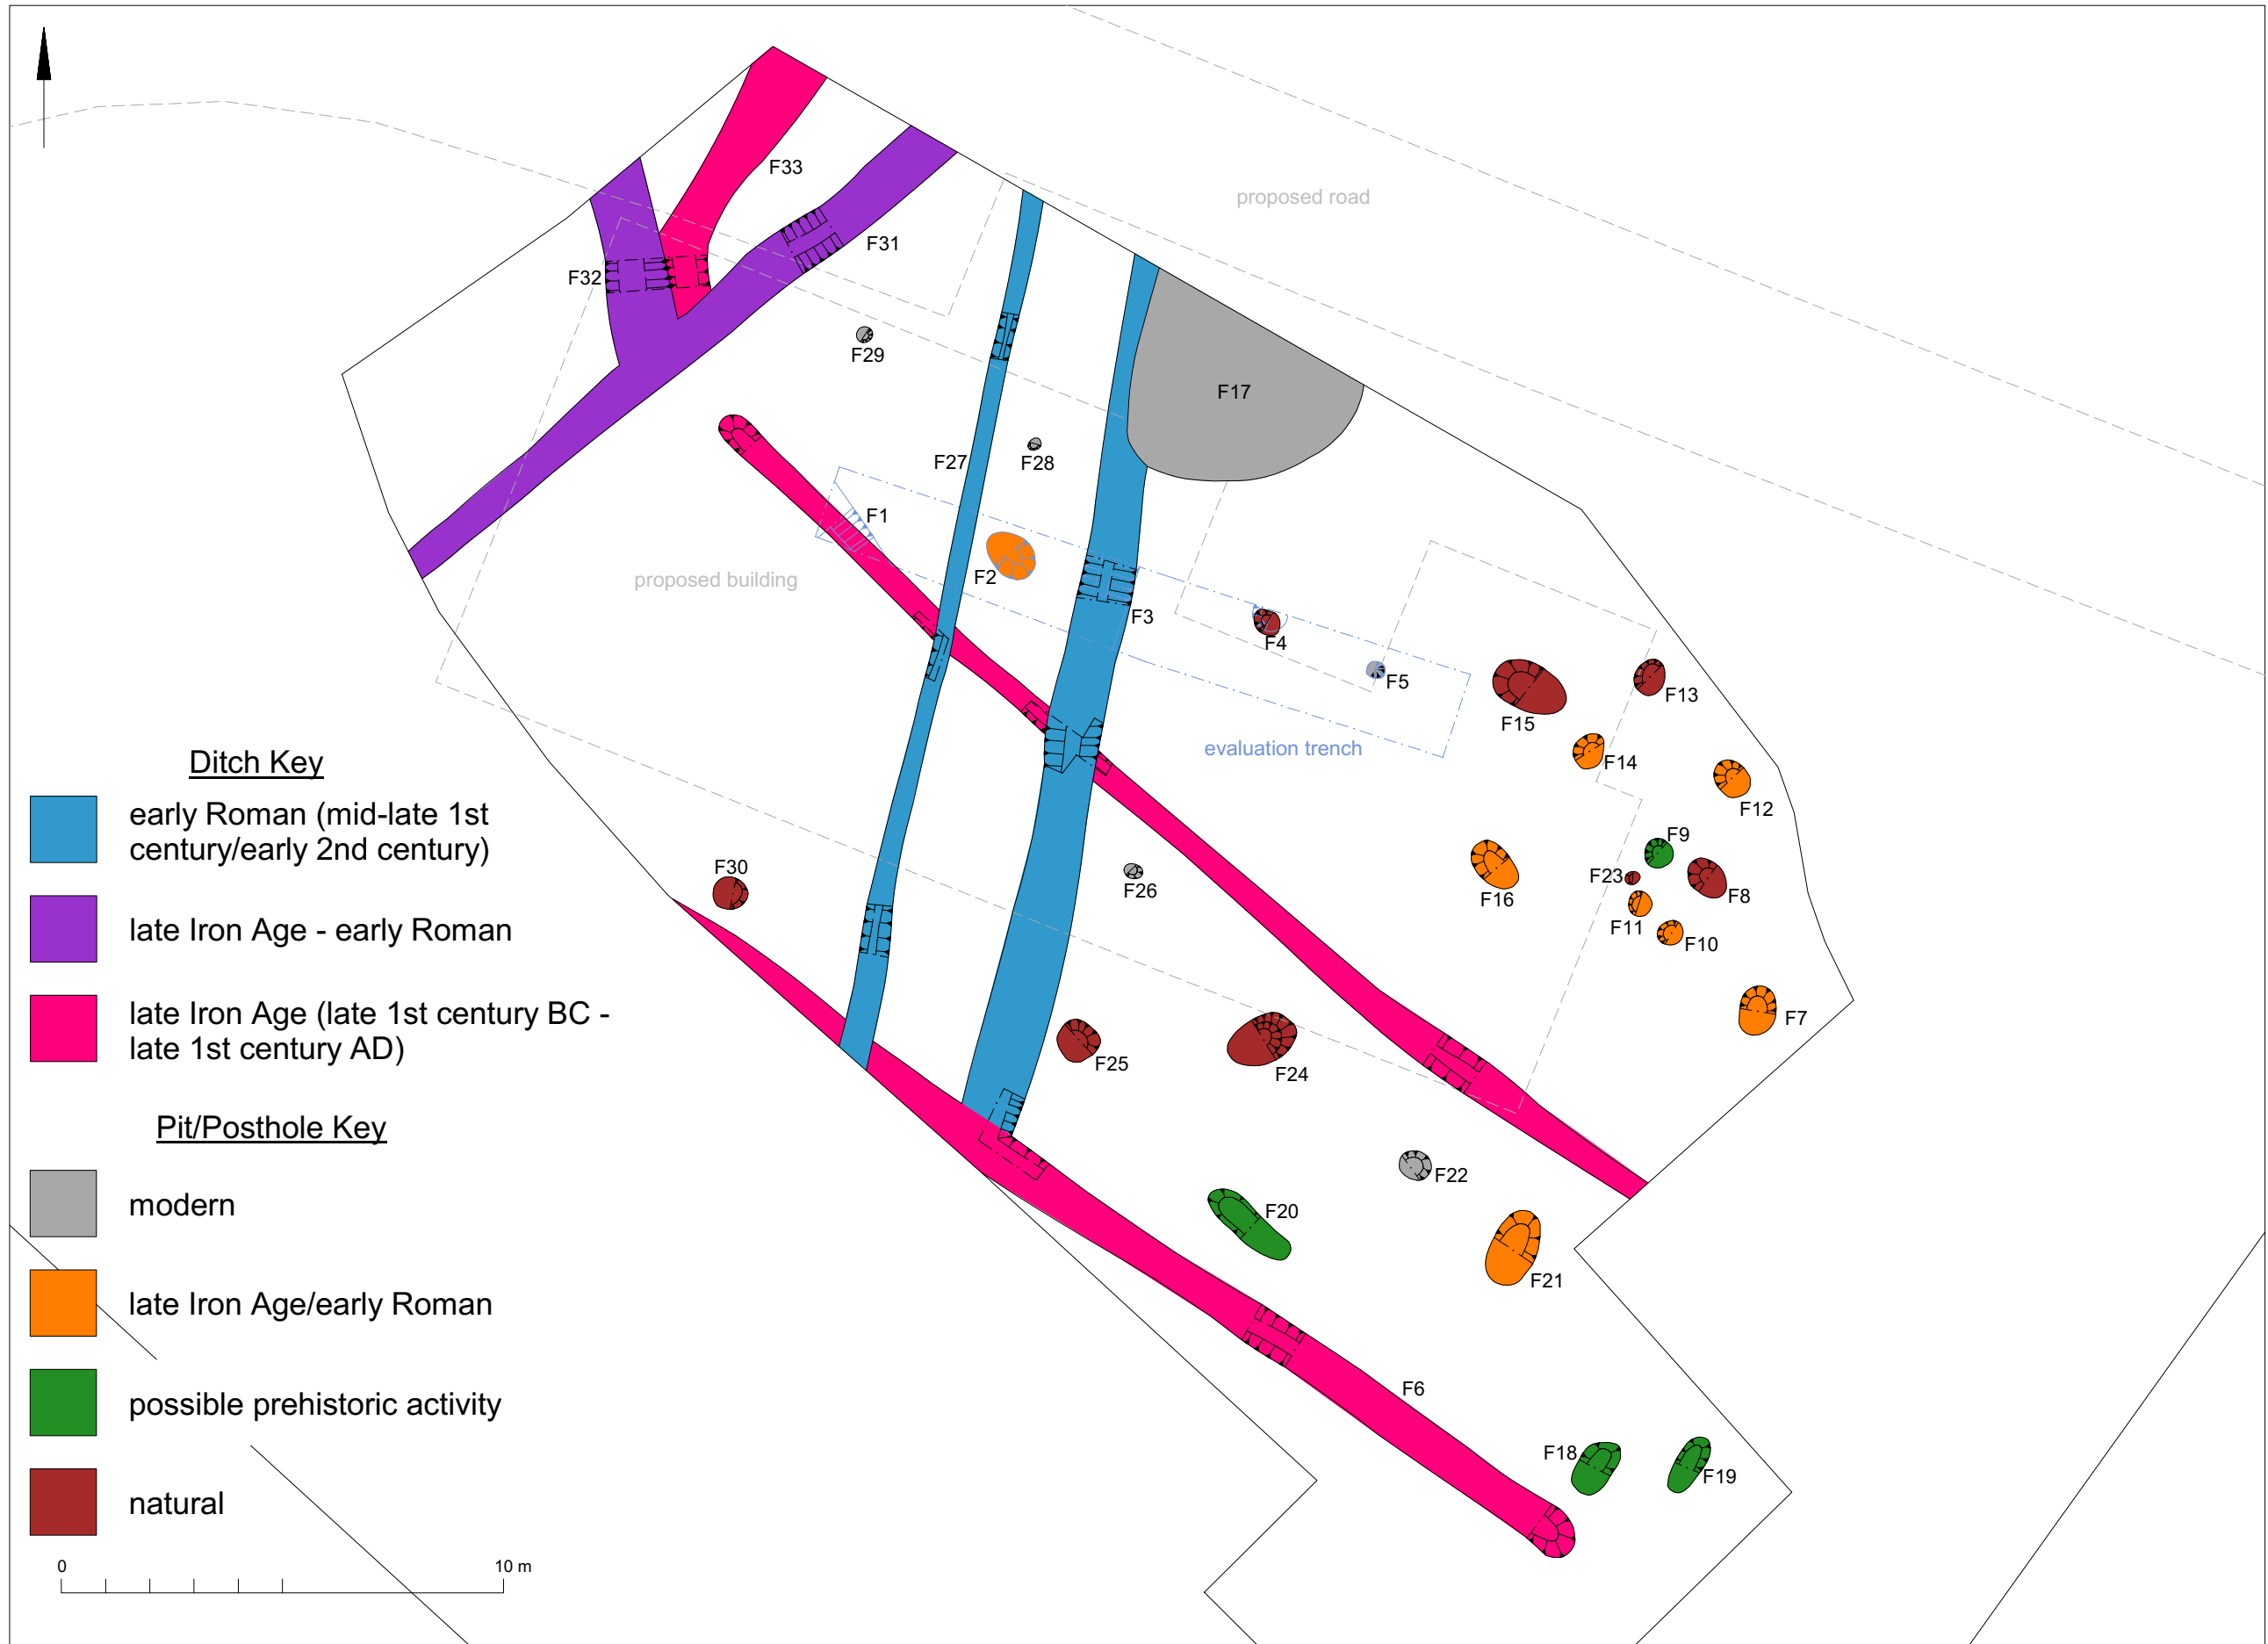 proposed road
F33
F31
F32
F29
F17
F27
F28
F1
F2
proposed building
F3
F4
F5
F15
F13
evaluation trench
F14
F12
F9
F30
F26
F16
F23
F8
F11
F10
F7
F25
F24
F22
F20
F21
F6
F18
F19
Ditch Key
early Roman (mid-late 1st
century/early 2nd century)
late Iron Age - early Roman
late Iron Age (late 1st century BC -
late 1st century AD)
Pit/Posthole Key
modern
late Iron Age/early Roman
possible prehistoric activity
natural
0 10 m